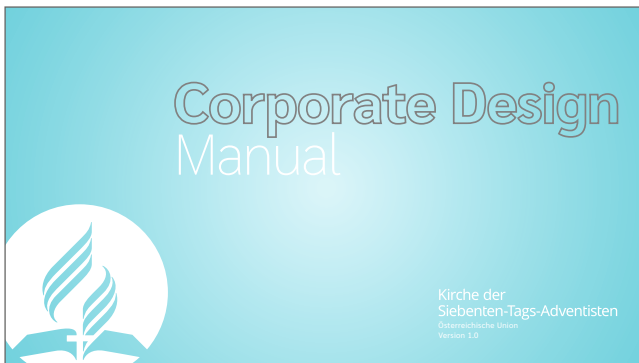 Corporate Design
Manual
Kirche der
Siebenten-Tags-Adventisten
Österreichische Union
Version 1.0